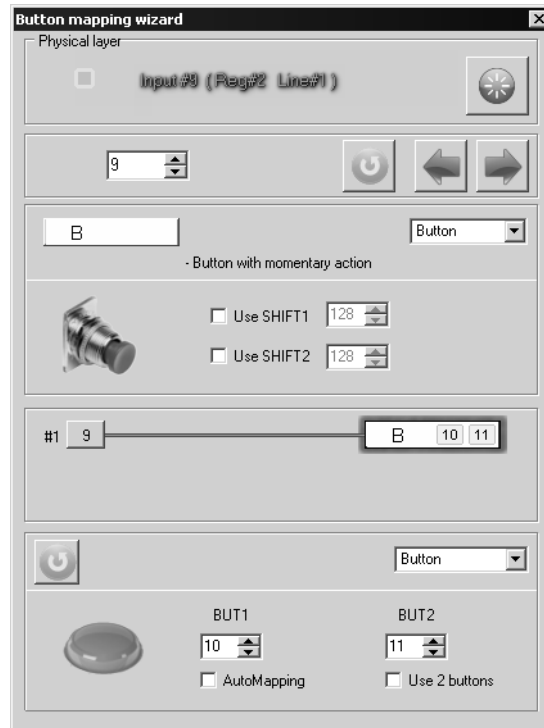 Button mapping wizard
Physical layer
Input#9 ( Reg#2 Line#1 )
9
B
Button
- Button with momentary action
Use SHIFT1 128
Use SHIFT2 128
#1 9 B 10 11
Button
BUT1 BUT2
10 11
AutoMapping Use 2 buttons